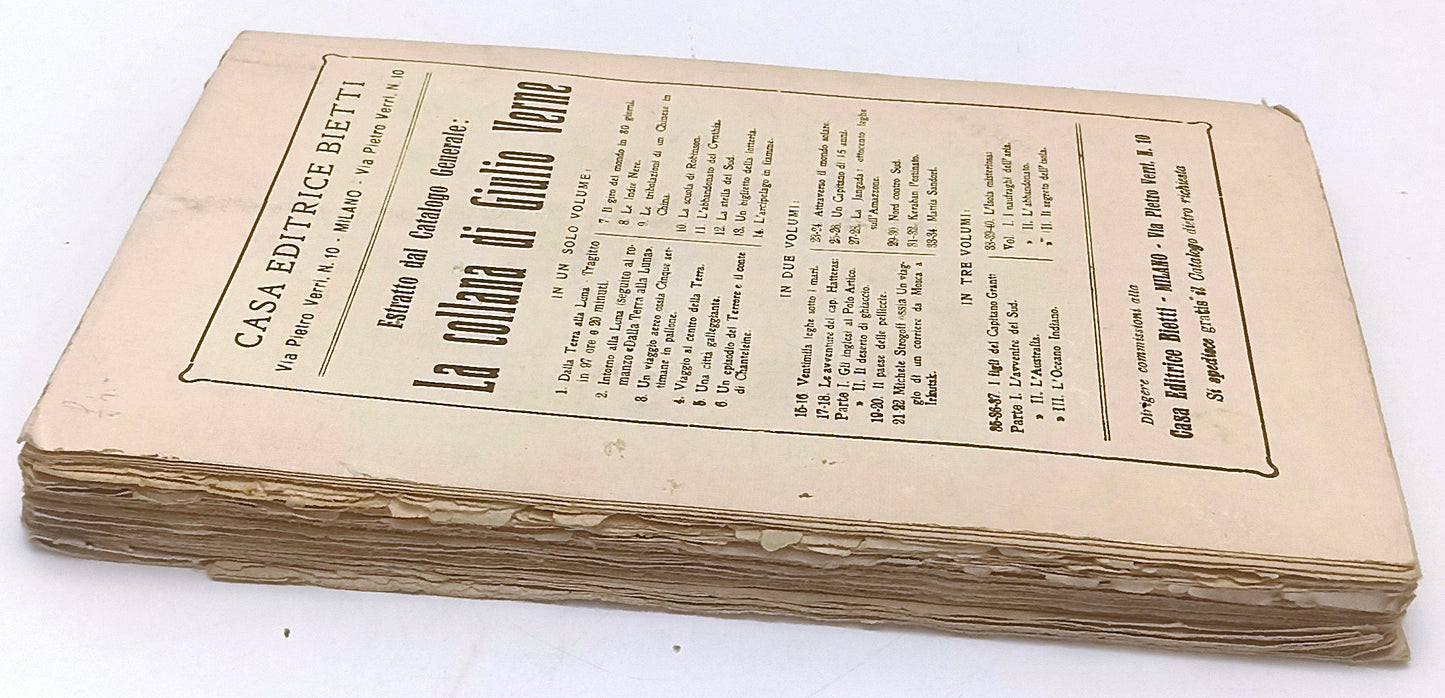 CASA EDITRICE BIETTI
Via Pietro Verri, N. 10 - MILANO - Via Pietro Verri, N. 10
Estratto dal Catalogo Generale:
La collana di Giulio Verne
IN UN SOLO VOLUME:
1. Dalla Terra alla Luna - Tragitto
in 97 ore e 20 minuti.
2. Intorno alla Luna (seguito al ro-
manzo «Dalla Terra alla Luna».
3. Un viaggio aereo ossia Cinque set-
timane in pallone.
4. Viaggio al centro della Terra.
5. Una città galleggiante.
6. Un episodio del Terrore e il conte
di Chanteleine.
7. Il giro del mondo in 80 giorni.
8. Le Indie Nere.
9. Le tribolazioni di un Chinese in
China.
10. La scuola di Robinson.
11. L'abbandonato del Cynthia.
12. La stella del Sud.
13. Un biglietto della lotteria.
14. L'arcipelago in fiamme.
IN DUE VOLUMI:
15-16 Ventimila leghe sotto i mari.
17-18. Le avventure del cap. Hatteras:
Parte I. Gli inglesi al Polo Artico.
» II. Il deserto di ghiaccio.
19-20. Il paese delle pelliccie.
21-22 Michele Strogoff ossia Un viag-
gio di un corriere da Mosca a
Irkutsk.
23-24. Attraverso il mondo solare.
25-26. Un Capitano di 15 anni.
27-28. La Jangada: ottocento leghe
sull'Amazzone.
29-30. Nord contro Sud.
31-32. Keraban l'ostinato.
33-34 Mattia Sandorf.
IN TRE VOLUMI:
35-36-37. I figli del Capitano Grant:
Parte I. L'avvenire del Sud.
» II. L'Australia.
» III. L'Oceano Indiano.
38-39-40. L'Isola misteriosa:
Vol. I. I naufraghi dell'aria.
» II. L'abbandonato.
» III. Il segreto dell'isola.
Dirigere commissioni alla
Casa Editrice Bietti - MILANO - Via Pietro Verri, N. 10
Si spedisce gratis il Catalogo dietro richiesta